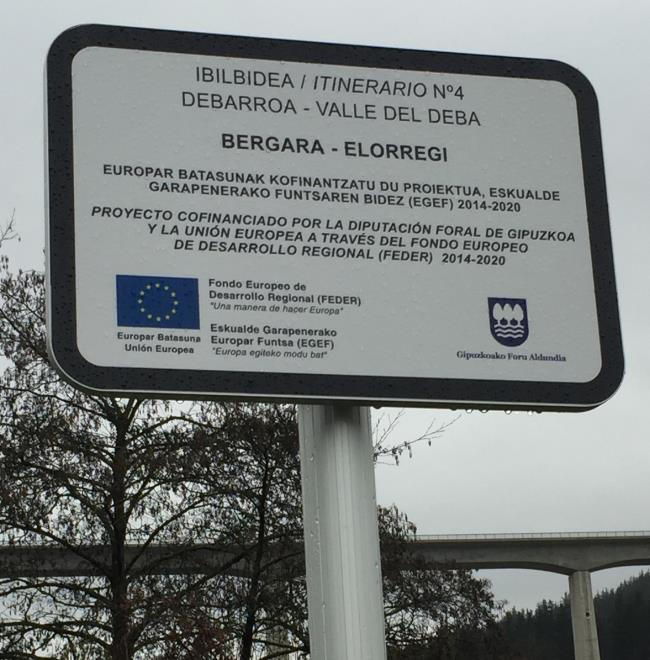 IBILBIDEA / ITINERARIO Nº4
DEBARROA - VALLE DEL DEBA
BERGARA - ELORREGI
EUROPAR BATASUNAK KOFINANTZATU DU PROIEKTUA, ESKUALDE
GARAPENERAKO FUNTSAREN BIDEZ (EGEF) 2014-2020
PROYECTO COFINANCIADO POR LA DIPUTACIÓN FORAL DE GIPUZKOA
Y LA UNIÓN EUROPEA A TRAVÉS DEL FONDO EUROPEO
DE DESARROLLO REGIONAL (FEDER) 2014-2020
Fondo Europeo de
Desarrollo Regional (FEDER)
"Una manera de haçer Europa"
Eskualde Garapenerako
Europar Funtsa (EGEF)
"Europa egiteko modu bat"
Europar Batasuna
Unión Europea
Gipuzkoako Foru Aldundia